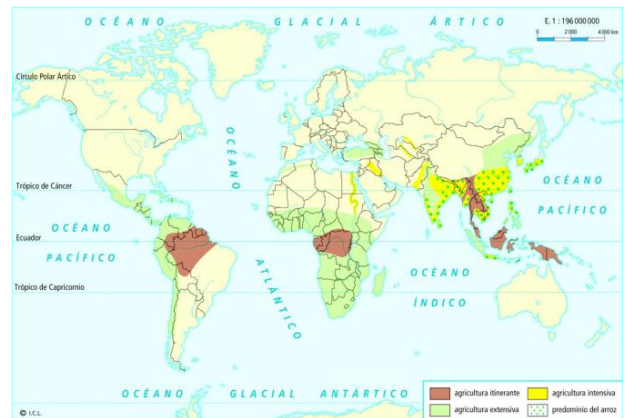 OCÉANO GLACIAL ÁRTICO
E. 1 : 196 000 000
0 2 000 4 000 km
Círculo Polar Ártico
OCÉANO
Trópico de Cáncer
OCÉANO
PACÍFICO
Ecuador
OCÉANO
PACÍFICO
ATLÁNTICO
OCÉANO
ÍNDICO
Trópico de Capricornio
OCÉANO GLACIAL ANTÁRTICO
agricultura itinerante
agricultura intensiva
agricultura extensiva
predominio del arroz
© I.C.L.